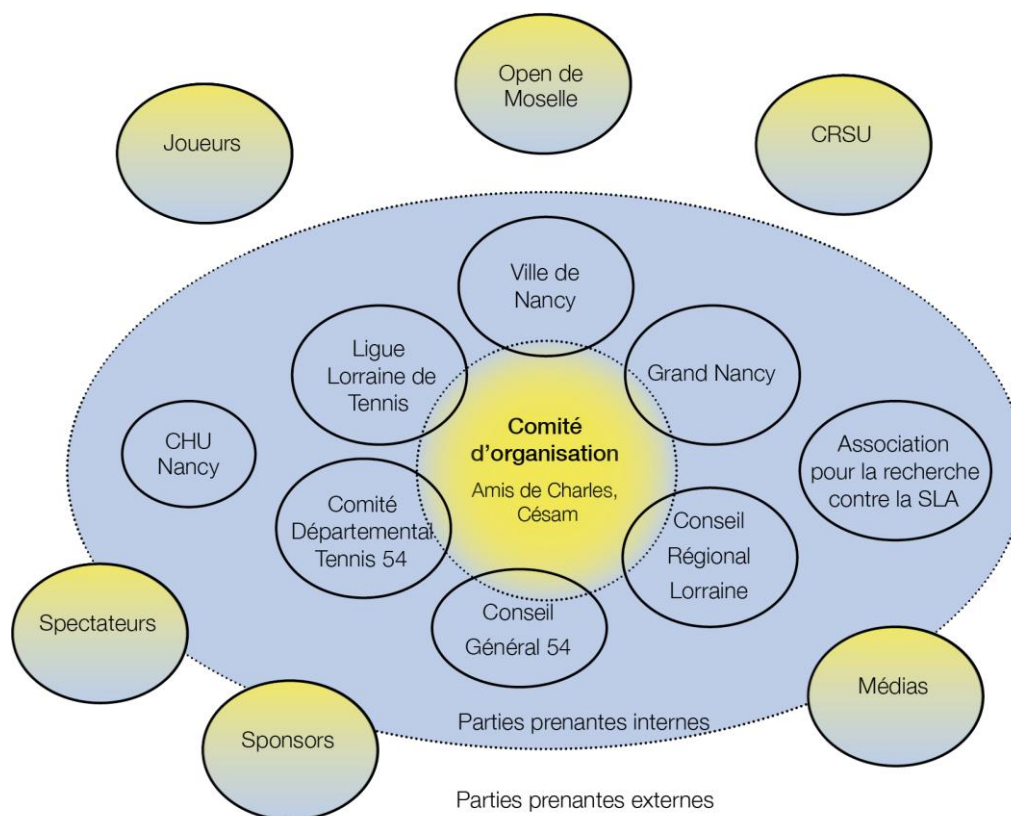 Open de
Moselle
Joueurs
CRSU
Ville de
Nancy
Ligue
Lorraine de
Tennis
Grand Nancy
CHU
Nancy
Comité
d'organisation
Amis de Charles,
Césam
Association
pour la recherche
contre la SLA
Comité
Départemental
Tennis 54
Conseil
Régional
Lorraine
Conseil
Général 54
Spectateurs
Médias
Sponsors
Parties prenantes internes
Parties prenantes externes